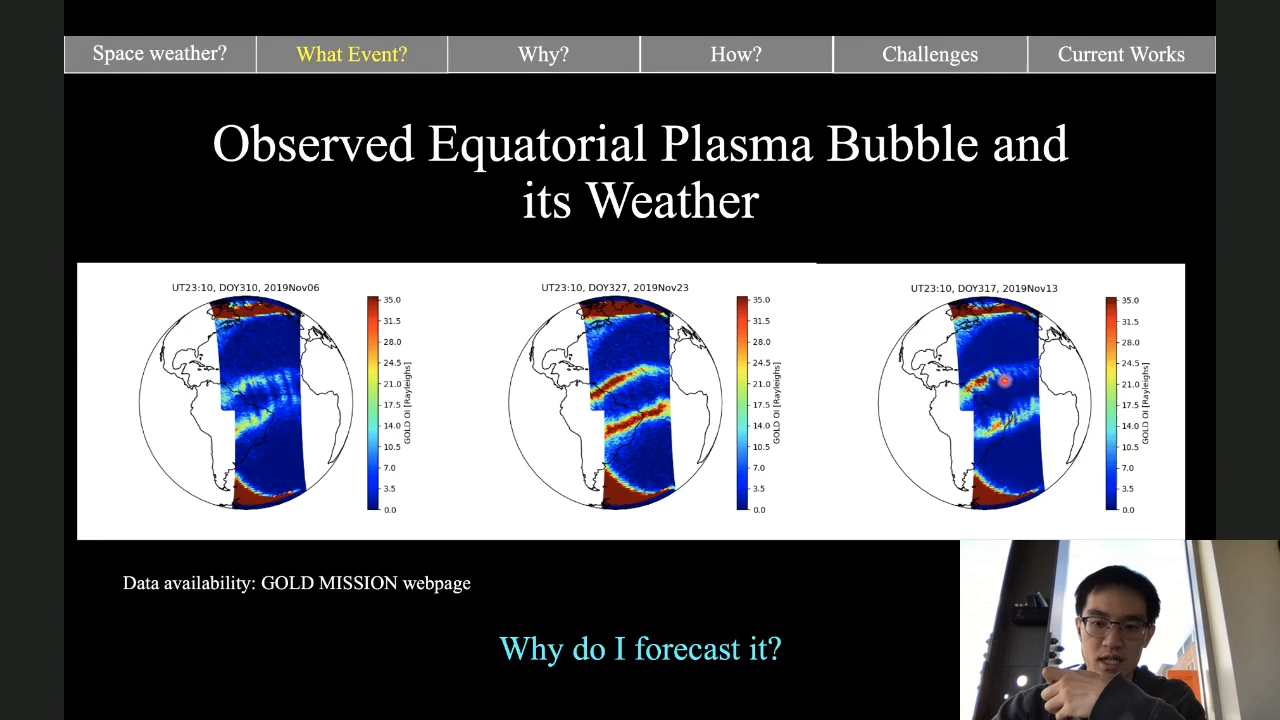 Space weather?
What Event?
Why?
How?
Challenges
Current Works
Observed Equatorial Plasma Bubble and
its Weather
UT23:10, DOY310, 2019Nov06
35.0
31.5
28.0
24.5
21.0
17.5
14.0
10.5
7.0
3.5
0.0
GOLD OI [Rayleighs]
UT23:10, DOY327, 2019Nov23
35.0
31.5
28.0
24.5
21.0
17.5
14.0
10.5
7.0
3.5
0.0
GOLD OI [Rayleighs]
UT23:10, DOY317, 2019Nov13
35.0
31.5
28.0
24.5
21.0
17.5
14.0
10.5
7.0
3.5
0.0
GOLD OI [Rayleighs]
Data availability: GOLD MISSION webpage
Why do I forecast it?